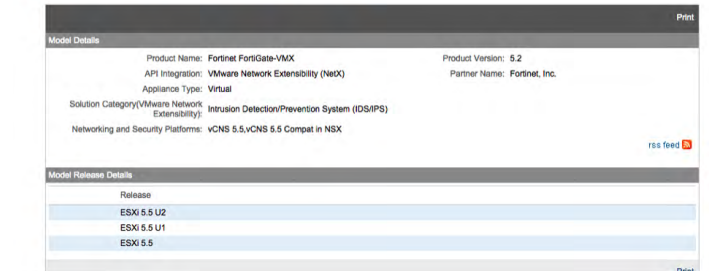 Print
Model Details
Product Name: Fortinet FortiGate-VMX Product Version: 5.2
API Integration: VMware Network Extensibility (NetX) Partner Name: Fortinet, Inc.
Appliance Type: Virtual
Solution Category(VMware Network
Extensibility): Intrusion Detection/Prevention System (IDS/IPS)
Networking and Security Platforms: vCNS 5.5,vCNS 5.5 Compat in NSX
rss feed
Model Release Details
Release
ESXi 5.5 U2
ESXi 5.5 U1
ESXi 5.5
Print